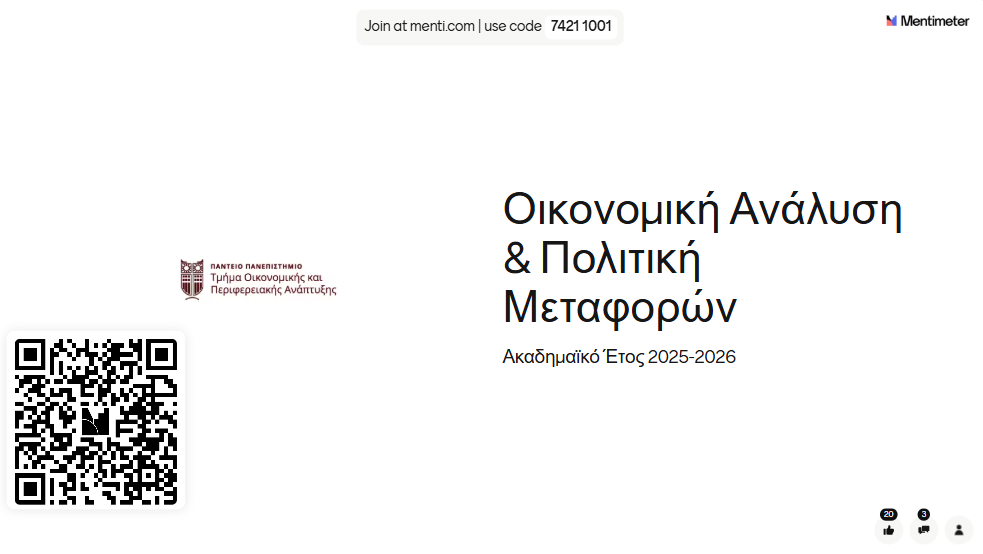 Join at menti.com | use code 7421 1001
Mentimeter
Οικονομική Ανάλυση
& Πολιτική
Μεταφορών
Ακαδημαϊκό Έτος 2025-2026
ΠΑΝΤΕΙΟ ΠΑΝΕΠΙΣΤΗΜΙΟ
Τμήμα Οικονομικής και
Περιφερειακής Ανάπτυξης
20
3